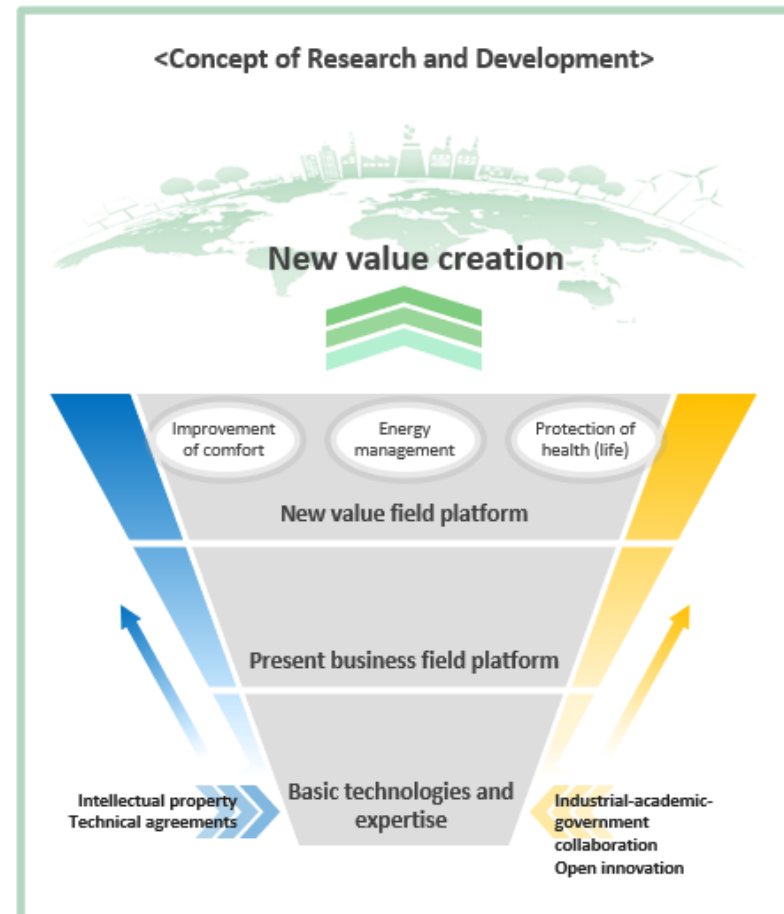 <Concept of Research and Development>
New value creation
Improvement
of comfort
Energy
management
Protection of
health (life)
New value field platform
Present business field platform
Basic technologies and
expertise
Intellectual property
Technical agreements
Industrial-academic-
government
collaboration
Open innovation